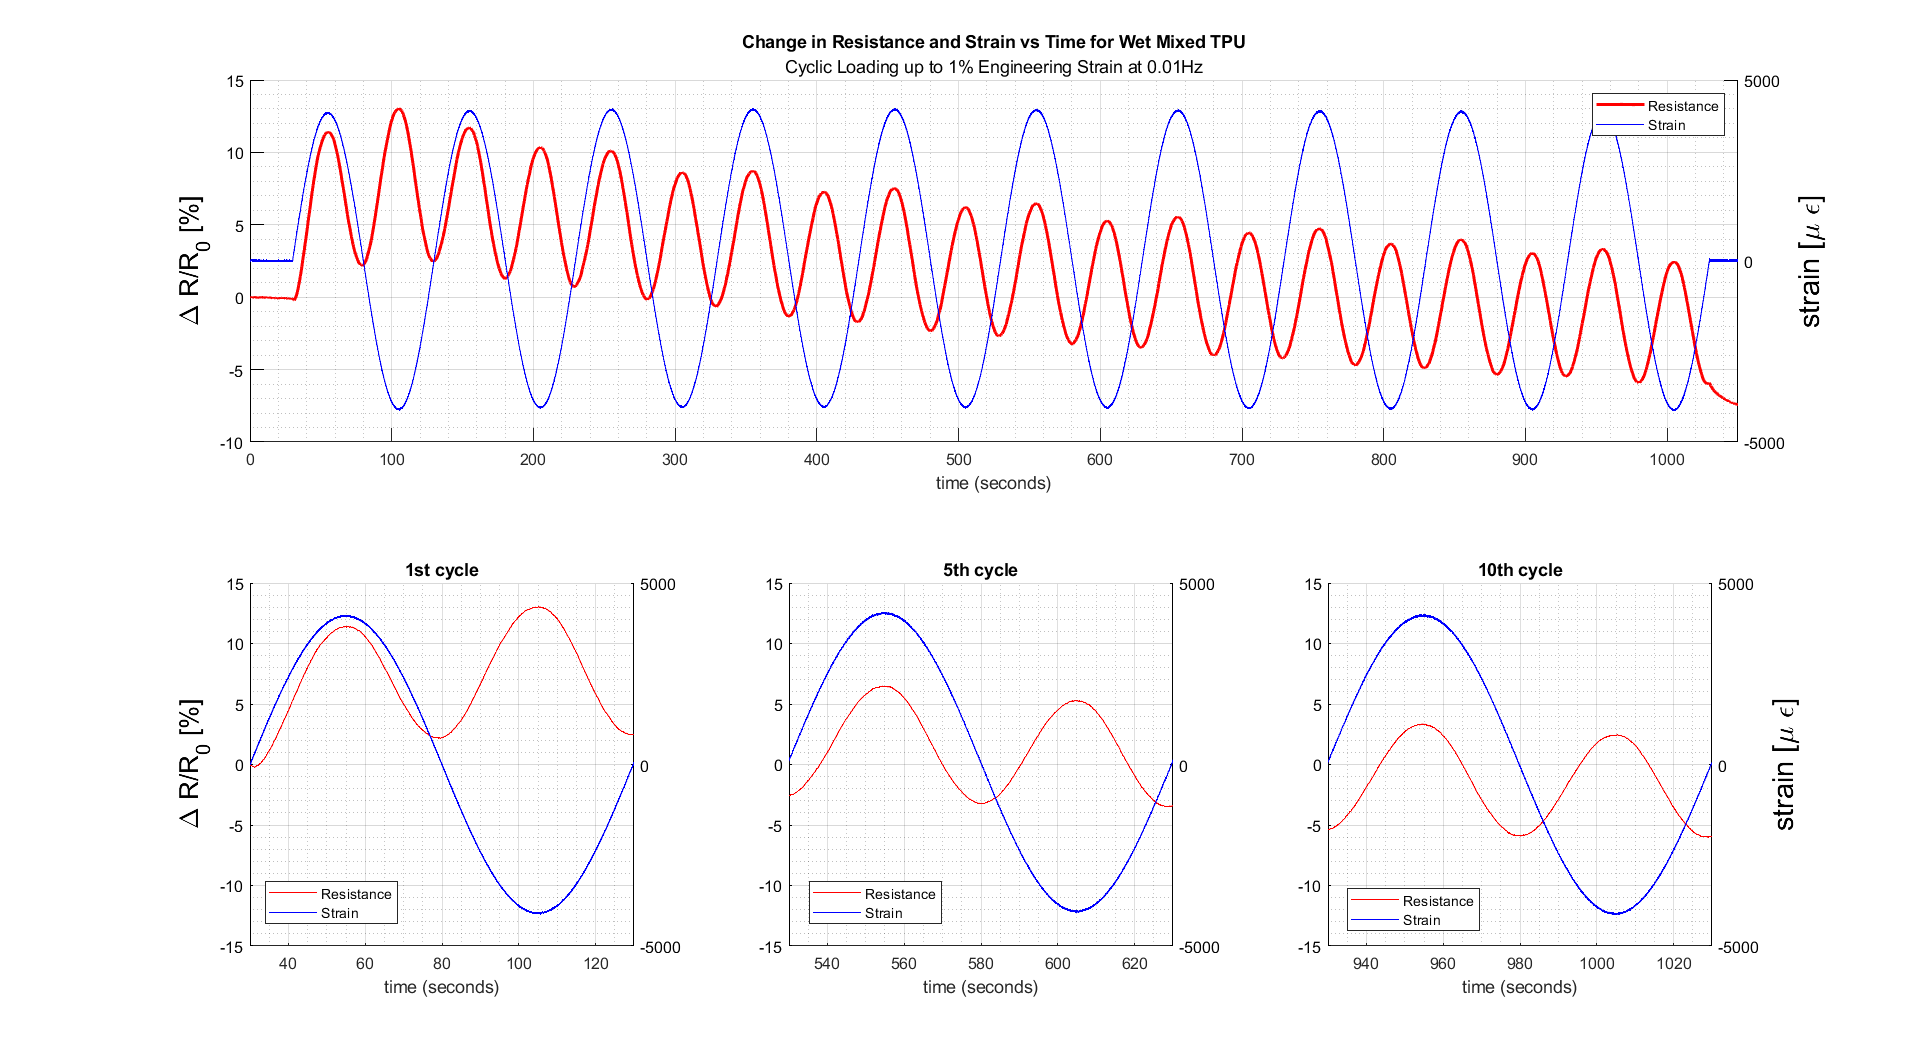 Change in Resistance and Strain vs Time for Wet Mixed TPU
Cyclic Loading up to 1% Engineering Strain at 0.01Hz
15
10
5
0
-5
-10
Δ R/R0 [%]
5000
0
-5000
strain [μ ϵ]
Resistance
Strain
0 100 200 300 400 500 600 700 800 900 1000
time (seconds)
1st cycle
15
10
5
0
-5
-10
-15
Δ R/R0 [%]
5000
0
-5000
Resistance
Strain
40 60 80 100 120
time (seconds)
5th cycle
15
10
5
0
-5
-10
-15
5000
0
-5000
Resistance
Strain
540 560 580 600 620
time (seconds)
10th cycle
15
10
5
0
-5
-10
-15
5000
0
-5000
strain [μ ϵ]
Resistance
Strain
940 960 980 1000 1020
time (seconds)